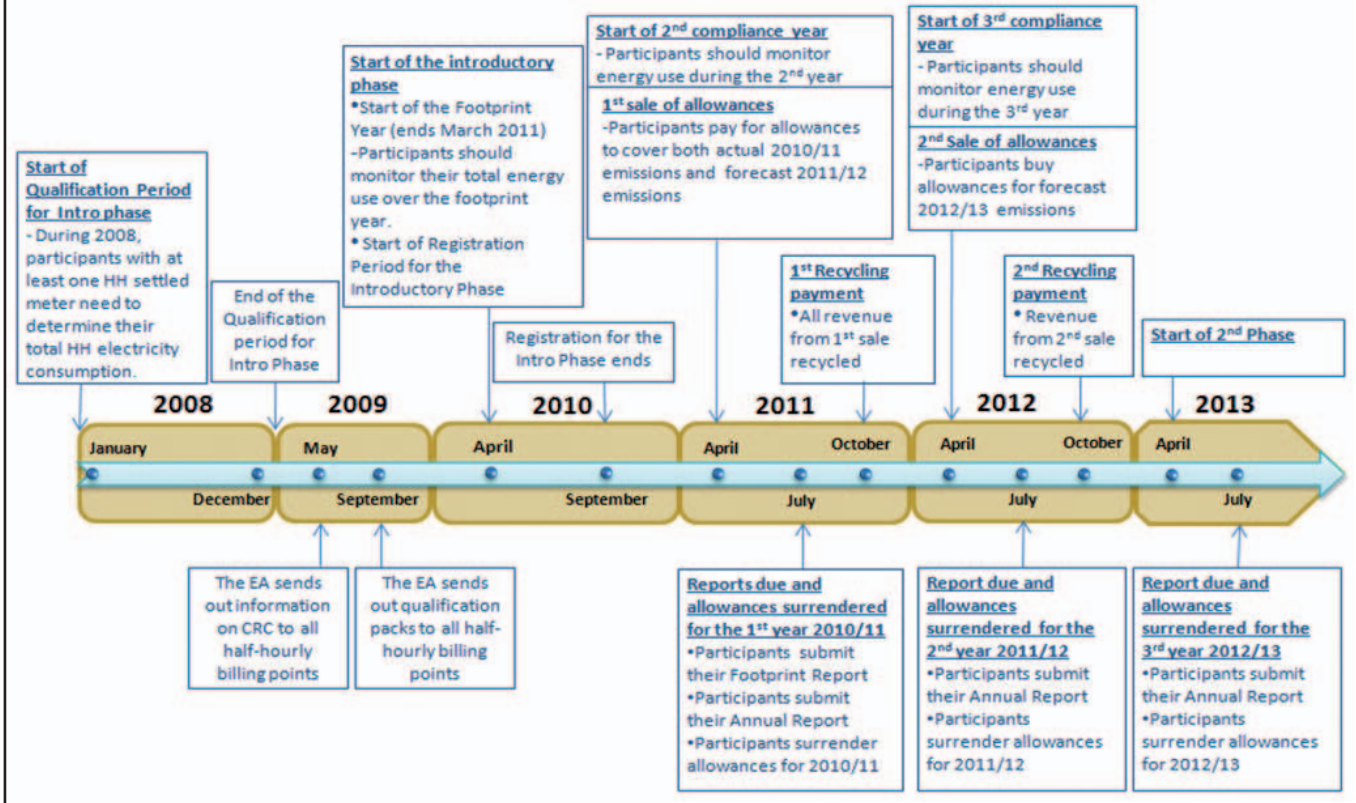 Start of
Qualification Period
for Intro phase
- During 2008,
participants with at
least one HH settled
meter need to
determine their
total HH electricity
consumption.
End of the
Qualification
period for
Intro Phase
Start of the introductory
phase
•Start of the Footprint
Year (ends March 2011)
-Participants should
monitor their total energy
use over the footprint
year.
• Start of Registration
Period for the
Introductory Phase
Registration for the
Intro Phase ends
Start of 2nd compliance year
- Participants should monitor
energy use during the 2nd year
1st sale of allowances
-Participants pay for allowances
to cover both actual 2010/11
emissions and forecast 2011/12
emissions
1st Recycling
payment
•All revenue
from 1st sale
recycled
Start of 3rd compliance
year
- Participants should
monitor energy use
during the 3rd year
2nd Sale of allowances
-Participants buy
allowances for forecast
2012/13 emissions
2nd Recycling
payment
• Revenue
from 2nd sale
recycled
Start of 2nd Phase
2008
2009
2010
2011
2012
2013
January
December
May
September
April
September
April
July
October
April
July
October
April
July
The EA sends
out information
on CRC to all
half-hourly
billing points
The EA sends
out qualification
packs to all half-
hourly billing
points
Reports due and
allowances surrendered
for the 1st year 2010/11
•Participants submit
their Footprint Report
•Participants submit
their Annual Report
•Participants surrender
allowances for 2010/11
Report due and
allowances
surrendered for the
2nd year 2011/12
•Participants submit
their Annual Report
•Participants
surrender allowances
for 2011/12
Report due and
allowances
surrendered for the
3rd year 2012/13
•Participants submit
their Annual Report
•Participants
surrender allowances for
2012/13